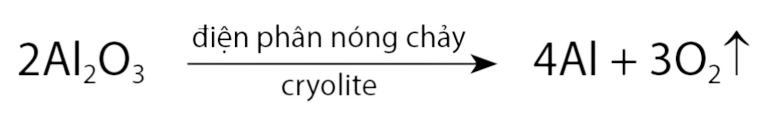 điện phân nóng chảy
2Al₂O₃ ⟶ 4Al + 3O₂↑
cryolite